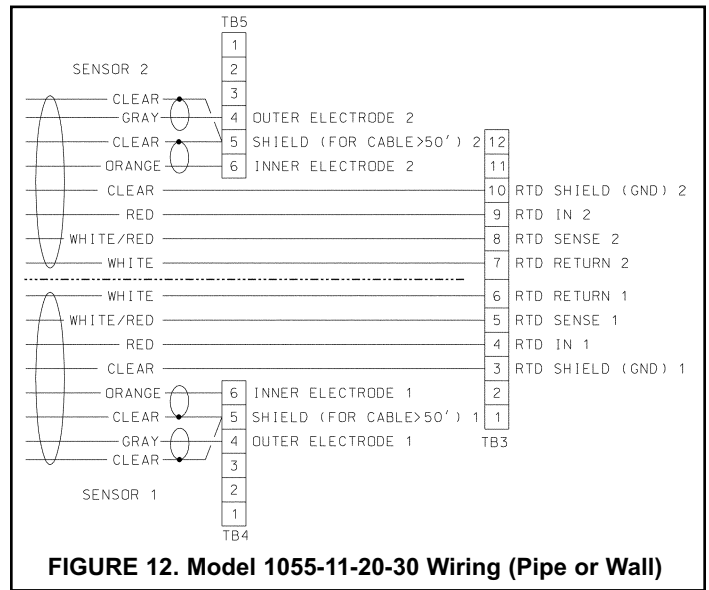 TB5
1
SENSOR 2 2
3
CLEAR
GRAY 4 OUTER ELECTRODE 2
CLEAR 5 SHIELD (FOR CABLE>50') 2 12
ORANGE 6 INNER ELECTRODE 2 11
CLEAR 10 RTD SHIELD (GND) 2
RED 9 RTD IN 2
WHITE/RED 8 RTD SENSE 2
WHITE 7 RTD RETURN 2
WHITE 6 RTD RETURN 1
WHITE/RED 5 RTD SENSE 1
RED 4 RTD IN 1
CLEAR 3 RTD SHIELD (GND) 1
ORANGE 6 INNER ELECTRODE 1 2
CLEAR 5 SHIELD (FOR CABLE>50') 1 1
GRAY 4 OUTER ELECTRODE 1 TB3
CLEAR 3
SENSOR 1 2
1
TB4
FIGURE 12. Model 1055-11-20-30 Wiring (Pipe or Wall)